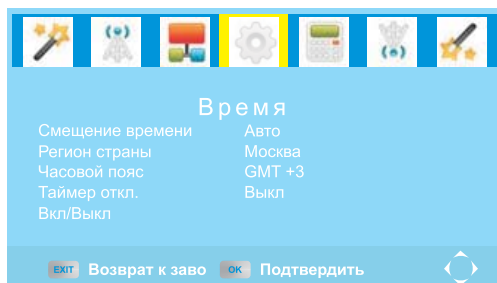 Время
Смещение времени Авто
Регион страны Москва
Часовой пояс GMT +3
Таймер откл. Выкл
Вкл/Выкл
EXIT Возврат к заво OK Подтвердить